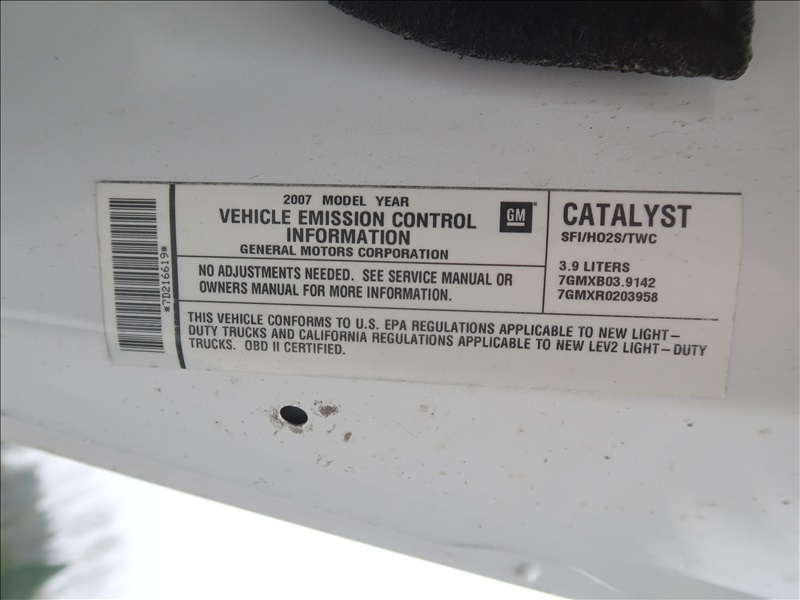 *7D216619*
2007 MODEL YEAR
VEHICLE EMISSION CONTROL
INFORMATION
GENERAL MOTORS CORPORATION
GM
NO ADJUSTMENTS NEEDED. SEE SERVICE MANUAL OR
OWNERS MANUAL FOR MORE INFORMATION.
CATALYST
SFI/HO2S/TWC
3.9 LITERS
7GMXB03.9142
7GMXR0203958
THIS VEHICLE CONFORMS TO U.S. EPA REGULATIONS APPLICABLE TO NEW LIGHT-
DUTY TRUCKS AND CALIFORNIA REGULATIONS APPLICABLE TO NEW LEV2 LIGHT-DUTY
TRUCKS. OBD II CERTIFIED.